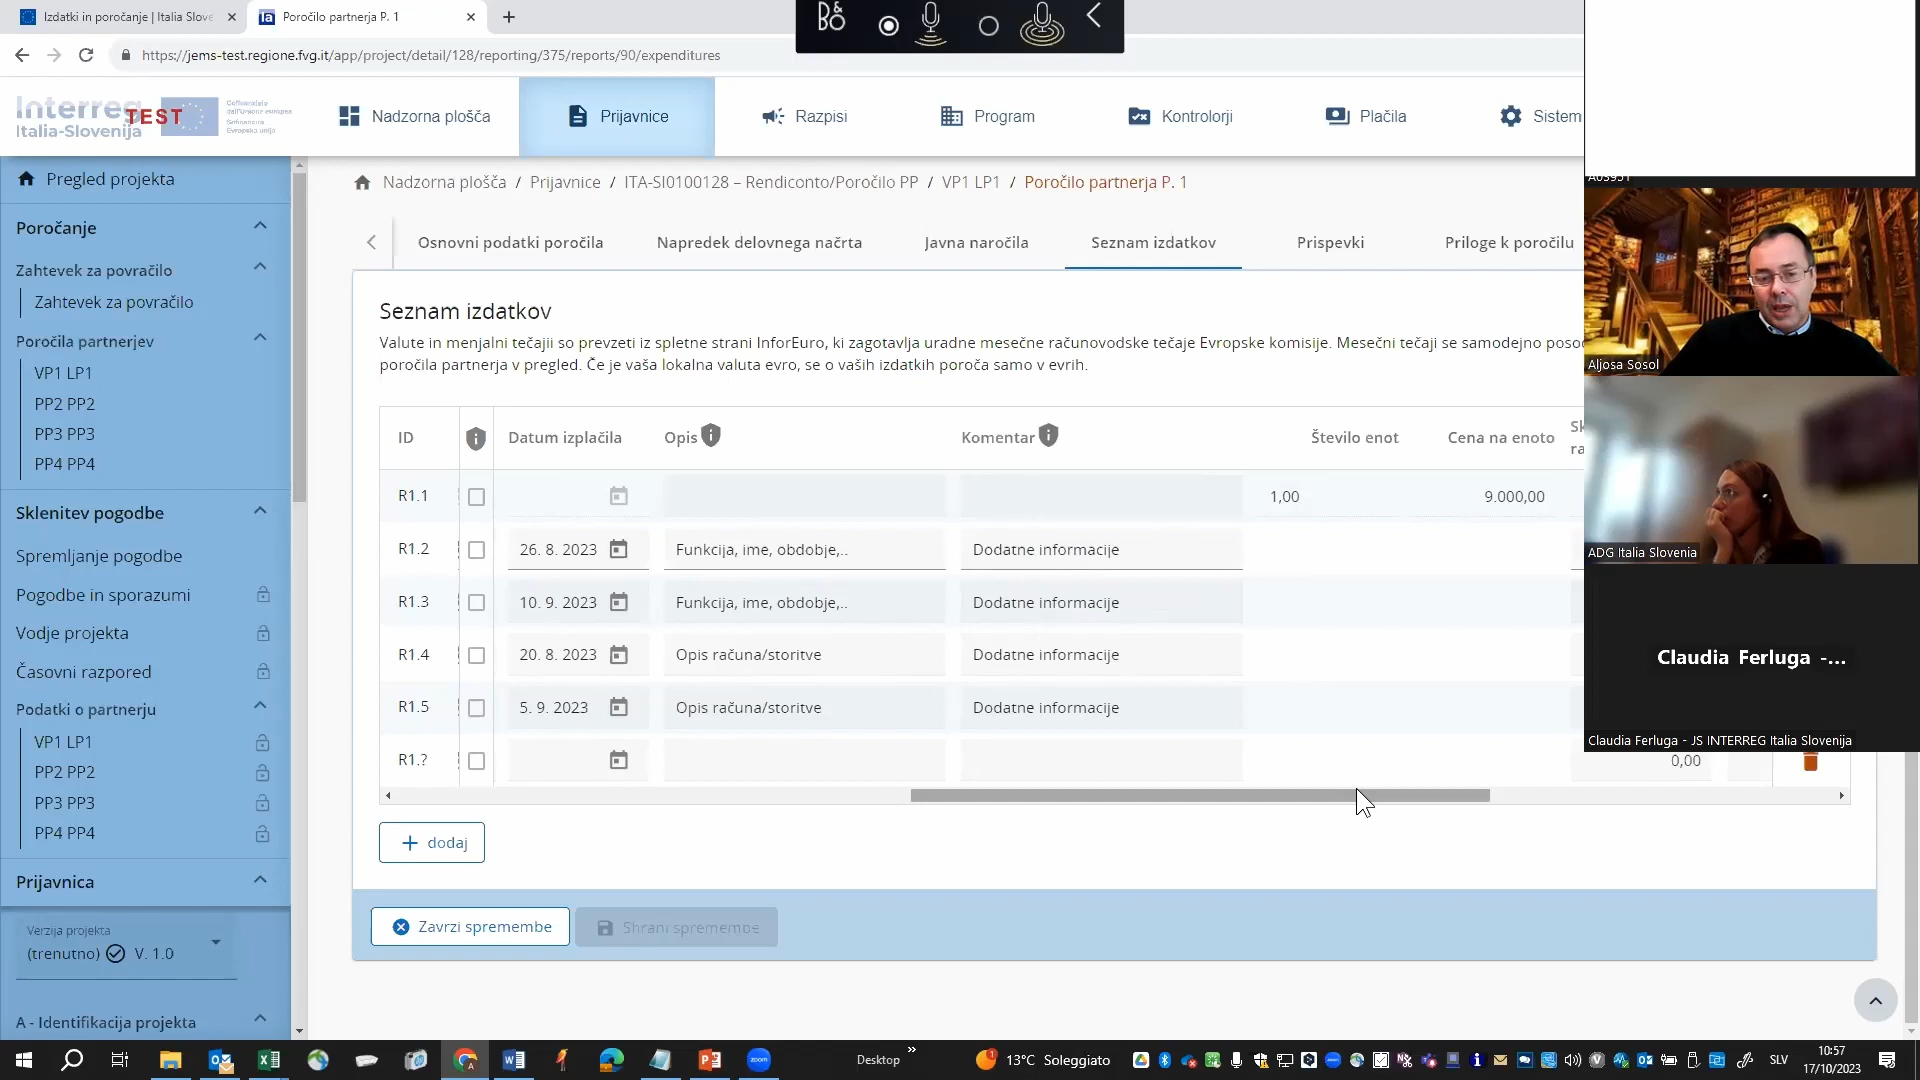 Izdatki in poročanje | Italia Slove
Poročilo partnerja P. 1
https://jems-test.regione.fvg.it/app/project/detail/128/reporting/375/reports/90/expenditures
Interreg
Italia-Slovenija
TEST
Nadzorna plošča
Prijavnice
Razpisi
Program
Kontrolorji
Plačila
Sistem
Pregled projekta
Poročanje
Zahtevek za povračilo
Zahtevek za povračilo
Poročila partnerjev
VP1 LP1
PP2 PP2
PP3 PP3
PP4 PP4
Sklenitev pogodbe
Spremljanje pogodbe
Pogodbe in sporazumi
Vodje projekta
Časovni razpored
Podatki o partnerju
VP1 LP1
PP2 PP2
PP3 PP3
PP4 PP4
Prijavnica
Verzija projekta
(trenutno) V. 1.0
A - Identifikacija projekta
Nadzorna plošča / Prijavnice / ITA-SI0100128 – Rendiconto/Poročilo PP / VP1 LP1 / Poročilo partnerja P. 1
Osnovni podatki poročila Napredek delovnega načrta Javna naročila Seznam izdatkov Prispevki Priloge k poročilu
Seznam izdatkov
Valute in menjalni tečajii so prevzeti iz spletne strani InforEuro, ki zagotavlja uradne mesečne računovodske tečaje Evropske komisije. Mesečni tečaji se samodejno poso
poročila partnerja v pregled. Če je vaša lokalna valuta evro, se o vaših izdatkih poroča samo v evrih.
ID Datum izplačila Opis Komentar Število enot Cena na enoto
R1.1 1,00 9.000,00
R1.2 26. 8. 2023 Funkcija, ime, obdobje,.. Dodatne informacije
R1.3 10. 9. 2023 Funkcija, ime, obdobje,.. Dodatne informacije
R1.4 20. 8. 2023 Opis računa/storitve Dodatne informacije
R1.5 5. 9. 2023 Opis računa/storitve Dodatne informacije
R1.? 0,00
dodaj
Zavrzi spremembe
Shrani spremembe
A03951
Aljosa Sosol
ADG Italia Slovenia
Claudia Ferluga -...
Claudia Ferluga - JS INTERREG Italia Slovenija
Desktop
13°C Soleggiato
SLV
10:57
17/10/2023